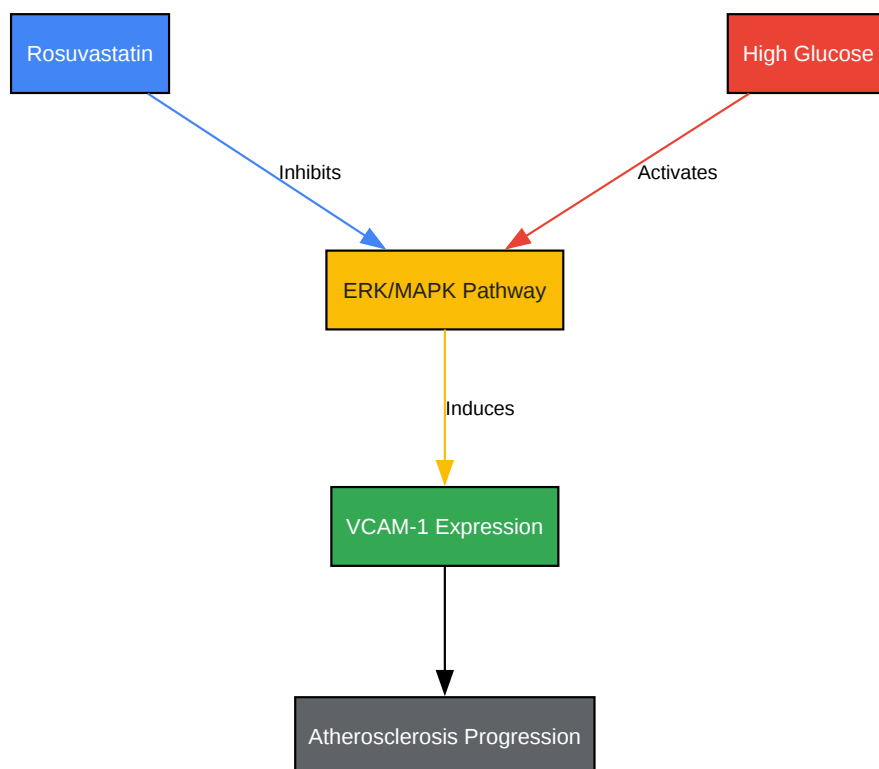 Rosuvastatin
High Glucose
Inhibits
Activates
ERK/MAPK Pathway
Induces
VCAM-1 Expression
Atherosclerosis Progression